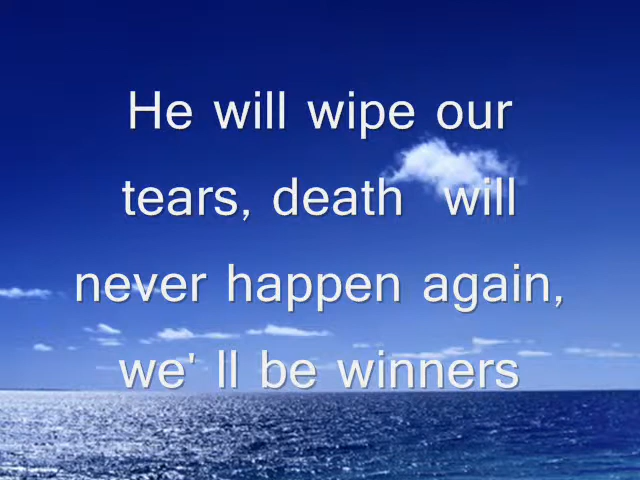 He will wipe our
tears, death  will
never happen again,
we' ll be winners